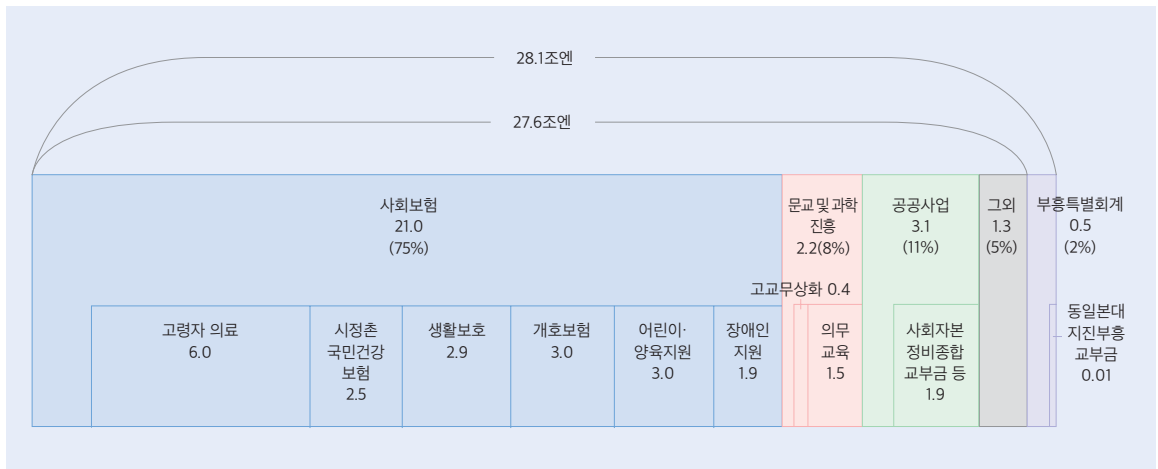 28.1조엔
27.6조엔
사회보험
21.0
(75%)
문교 및 과학
진흥
2.2(8%)
공공사업
3.1
(11%)
그외
1.3
(5%)
부흥특별회계
0.5
(2%)
고교무상화 0.4
고령자 의료
6.0
시정촌
국민건강
보험
2.5
생활보호
2.9
개호보험
3.0
어린이·
양육지원
3.0
장애인
지원
1.9
의무
교육
1.5
사회자본
정비종합
교부금 등
1.9
동일본대
지진부흥
교부금
0.01